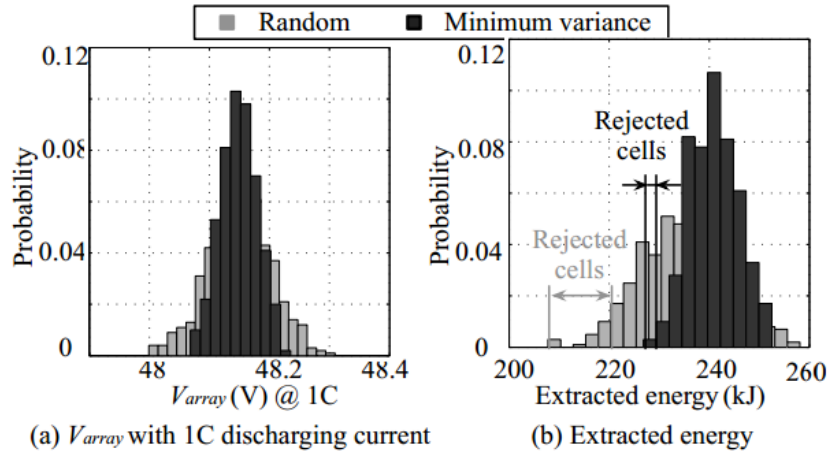 Random Minimum variance
0.12
0.08
0.04
0
Probability
48 48.2 48.4
Varray (V) @ 1C
(a) Varray with 1C discharging current
0.12
0.08
0.04
0
Probability
Rejected
cells
Rejected
cells
200 220 240 260
Extracted energy (kJ)
(b) Extracted energy